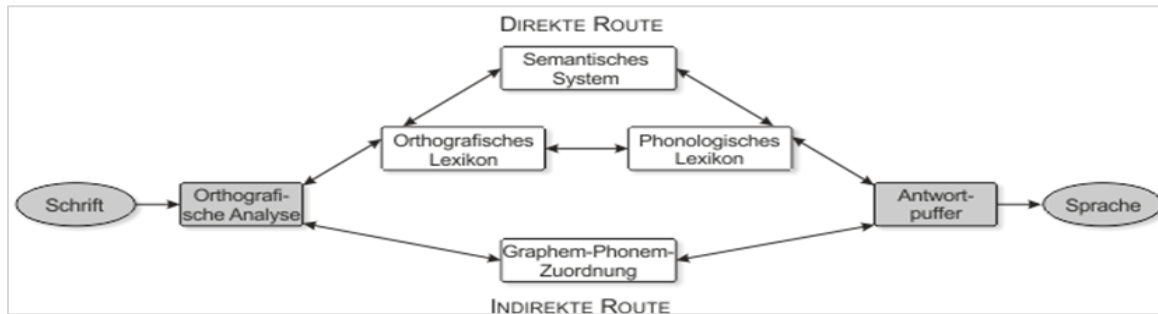 DIREKTE ROUTE
Semantisches
System
Orthografisches
Lexikon
Phonologisches
Lexikon
Schrift
Orthografi-
sche Analyse
Antwort-
puffer
Sprache
Graphem-Phonem-
Zuordnung
INDIREKTE ROUTE